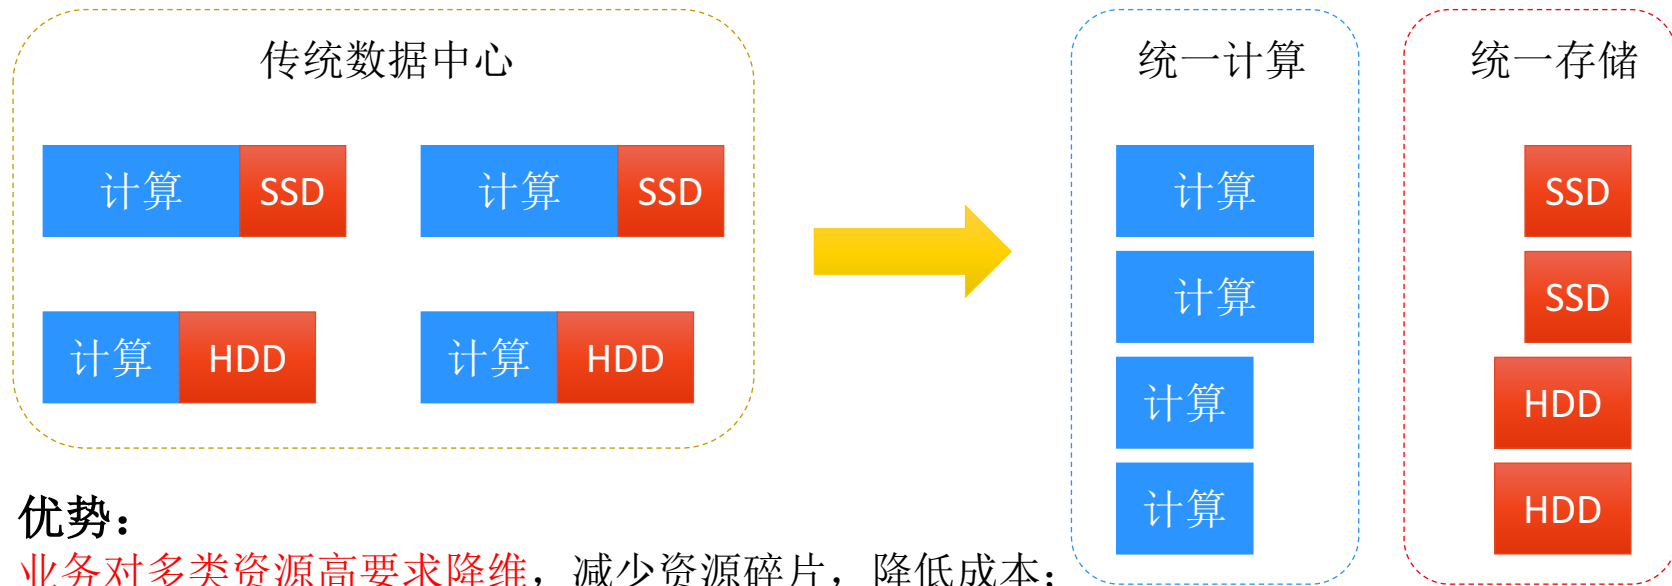 传统数据中心
计算 SSD 计算 SSD
计算 HDD 计算 HDD
统一计算
计算
计算
计算
计算
统一存储
SSD
SSD
HDD
HDD
优势：
业务对多类资源高要求降维，减少资源碎片，降低成本；